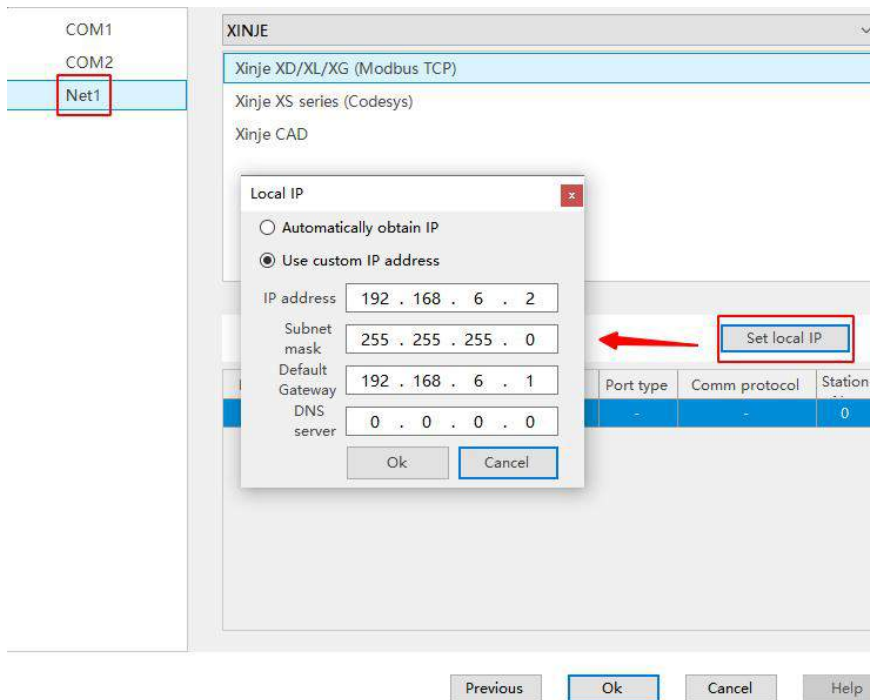 COM1
COM2
Net1
XINJE
Xinje XD/XL/XG (Modbus TCP)
Xinje XS series (Codesys)
Xinje CAD
Local IP
Automatically obtain IP
Use custom IP address
IP address 192 . 168 . 6 . 2
Subnet
mask 255 . 255 . 255 . 0
Default
Gateway 192 . 168 . 6 . 1
DNS
server 0 . 0 . 0 . 0
Ok Cancel
Set local IP
Port type Comm protocol Station
- - 0
Previous Ok Cancel Help